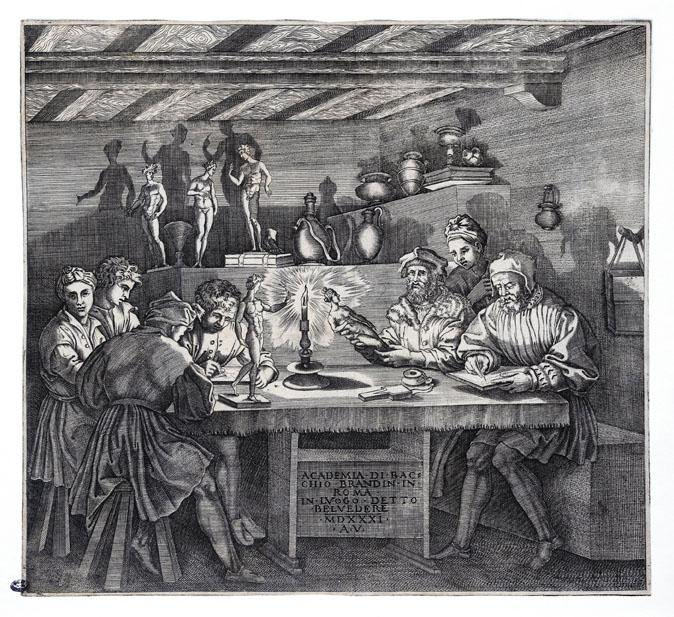 ACADEMIA · DI · BAC:
CHIO · BRANDIN · IN ·
ROMA ·
IN · LVOGO · DETTO
· BELVEDERE ·
· MDXXXI ·
· A · V ·